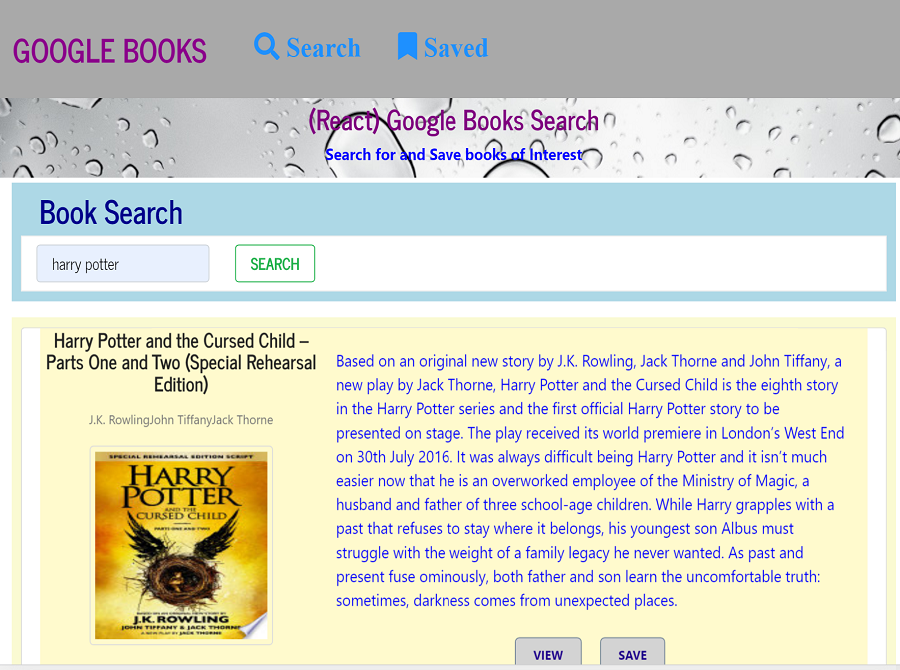 GOOGLE BOOKS
Search
Saved
(React) Google Books Search
Search for and Save books of Interest
Book Search
harry potter
SEARCH
Harry Potter and the Cursed Child –
Parts One and Two (Special Rehearsal
Edition)
J.K. RowlingJohn TiffanyJack Thorne
SPECIAL REHEARSAL EDITION SCRIPT
HARRY
POTTER
AND THE
CURSED CHILD
PARTS ONE AND TWO
BASED ON AN ORIGINAL NEW STORY BY
J.K. ROWLING
JOHN TIFFANY & JACK THORNE
A NEW PLAY BY JACK THORNE
Based on an original new story by J.K. Rowling, Jack Thorne and John Tiffany, a
new play by Jack Thorne, Harry Potter and the Cursed Child is the eighth story
in the Harry Potter series and the first official Harry Potter story to be
presented on stage. The play received its world premiere in London’s West End
on 30th July 2016. It was always difficult being Harry Potter and it isn’t much
easier now that he is an overworked employee of the Ministry of Magic, a
husband and father of three school-age children. While Harry grapples with a
past that refuses to stay where it belongs, his youngest son Albus must
struggle with the weight of a family legacy he never wanted. As past and
present fuse ominously, both father and son learn the uncomfortable truth:
sometimes, darkness comes from unexpected places.
VIEW
SAVE